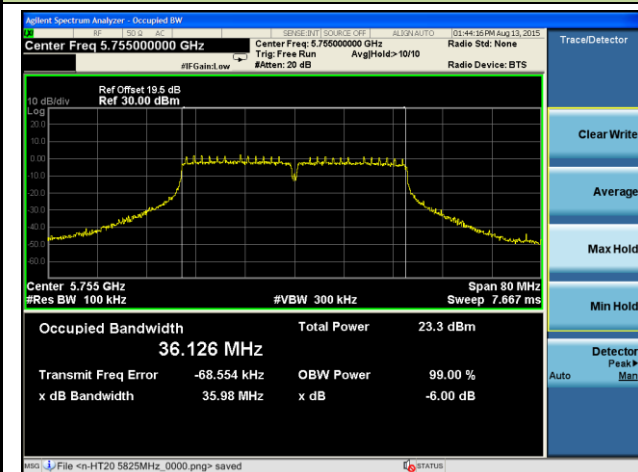 Agilent Spectrum Analyzer - Occupied BW
RF 50 Ω AC SENSE:INT SOURCE OFF ALIGN AUTO 01:44:16 PM Aug 13, 2015
Center Freq 5.755000000 GHz Center Freq: 5.755000000 GHz Radio Std: None Trace/Detector
Trig: Free Run Avg|Hold:>10/10
#IFGain:Low #Atten: 20 dB Radio Device: BTS
Ref Offset 19.5 dB
10 dB/div Ref 30.00 dBm
Log
20.0
10.0
0.00
-10.0
-20.0
-30.0
-40.0
-50.0
-60.0
Clear Write
Average
Max Hold
Min Hold
Detector
Peak▶
Auto Man
Center 5.755 GHz Span 80 MHz
#Res BW 100 kHz #VBW 300 kHz Sweep 7.667 ms
Occupied Bandwidth Total Power 23.3 dBm
36.126 MHz
Transmit Freq Error -68.554 kHz OBW Power 99.00 %
x dB Bandwidth 35.98 MHz x dB -6.00 dB
MSG File <n-HT20 5825MHz_0000.png> saved STATUS